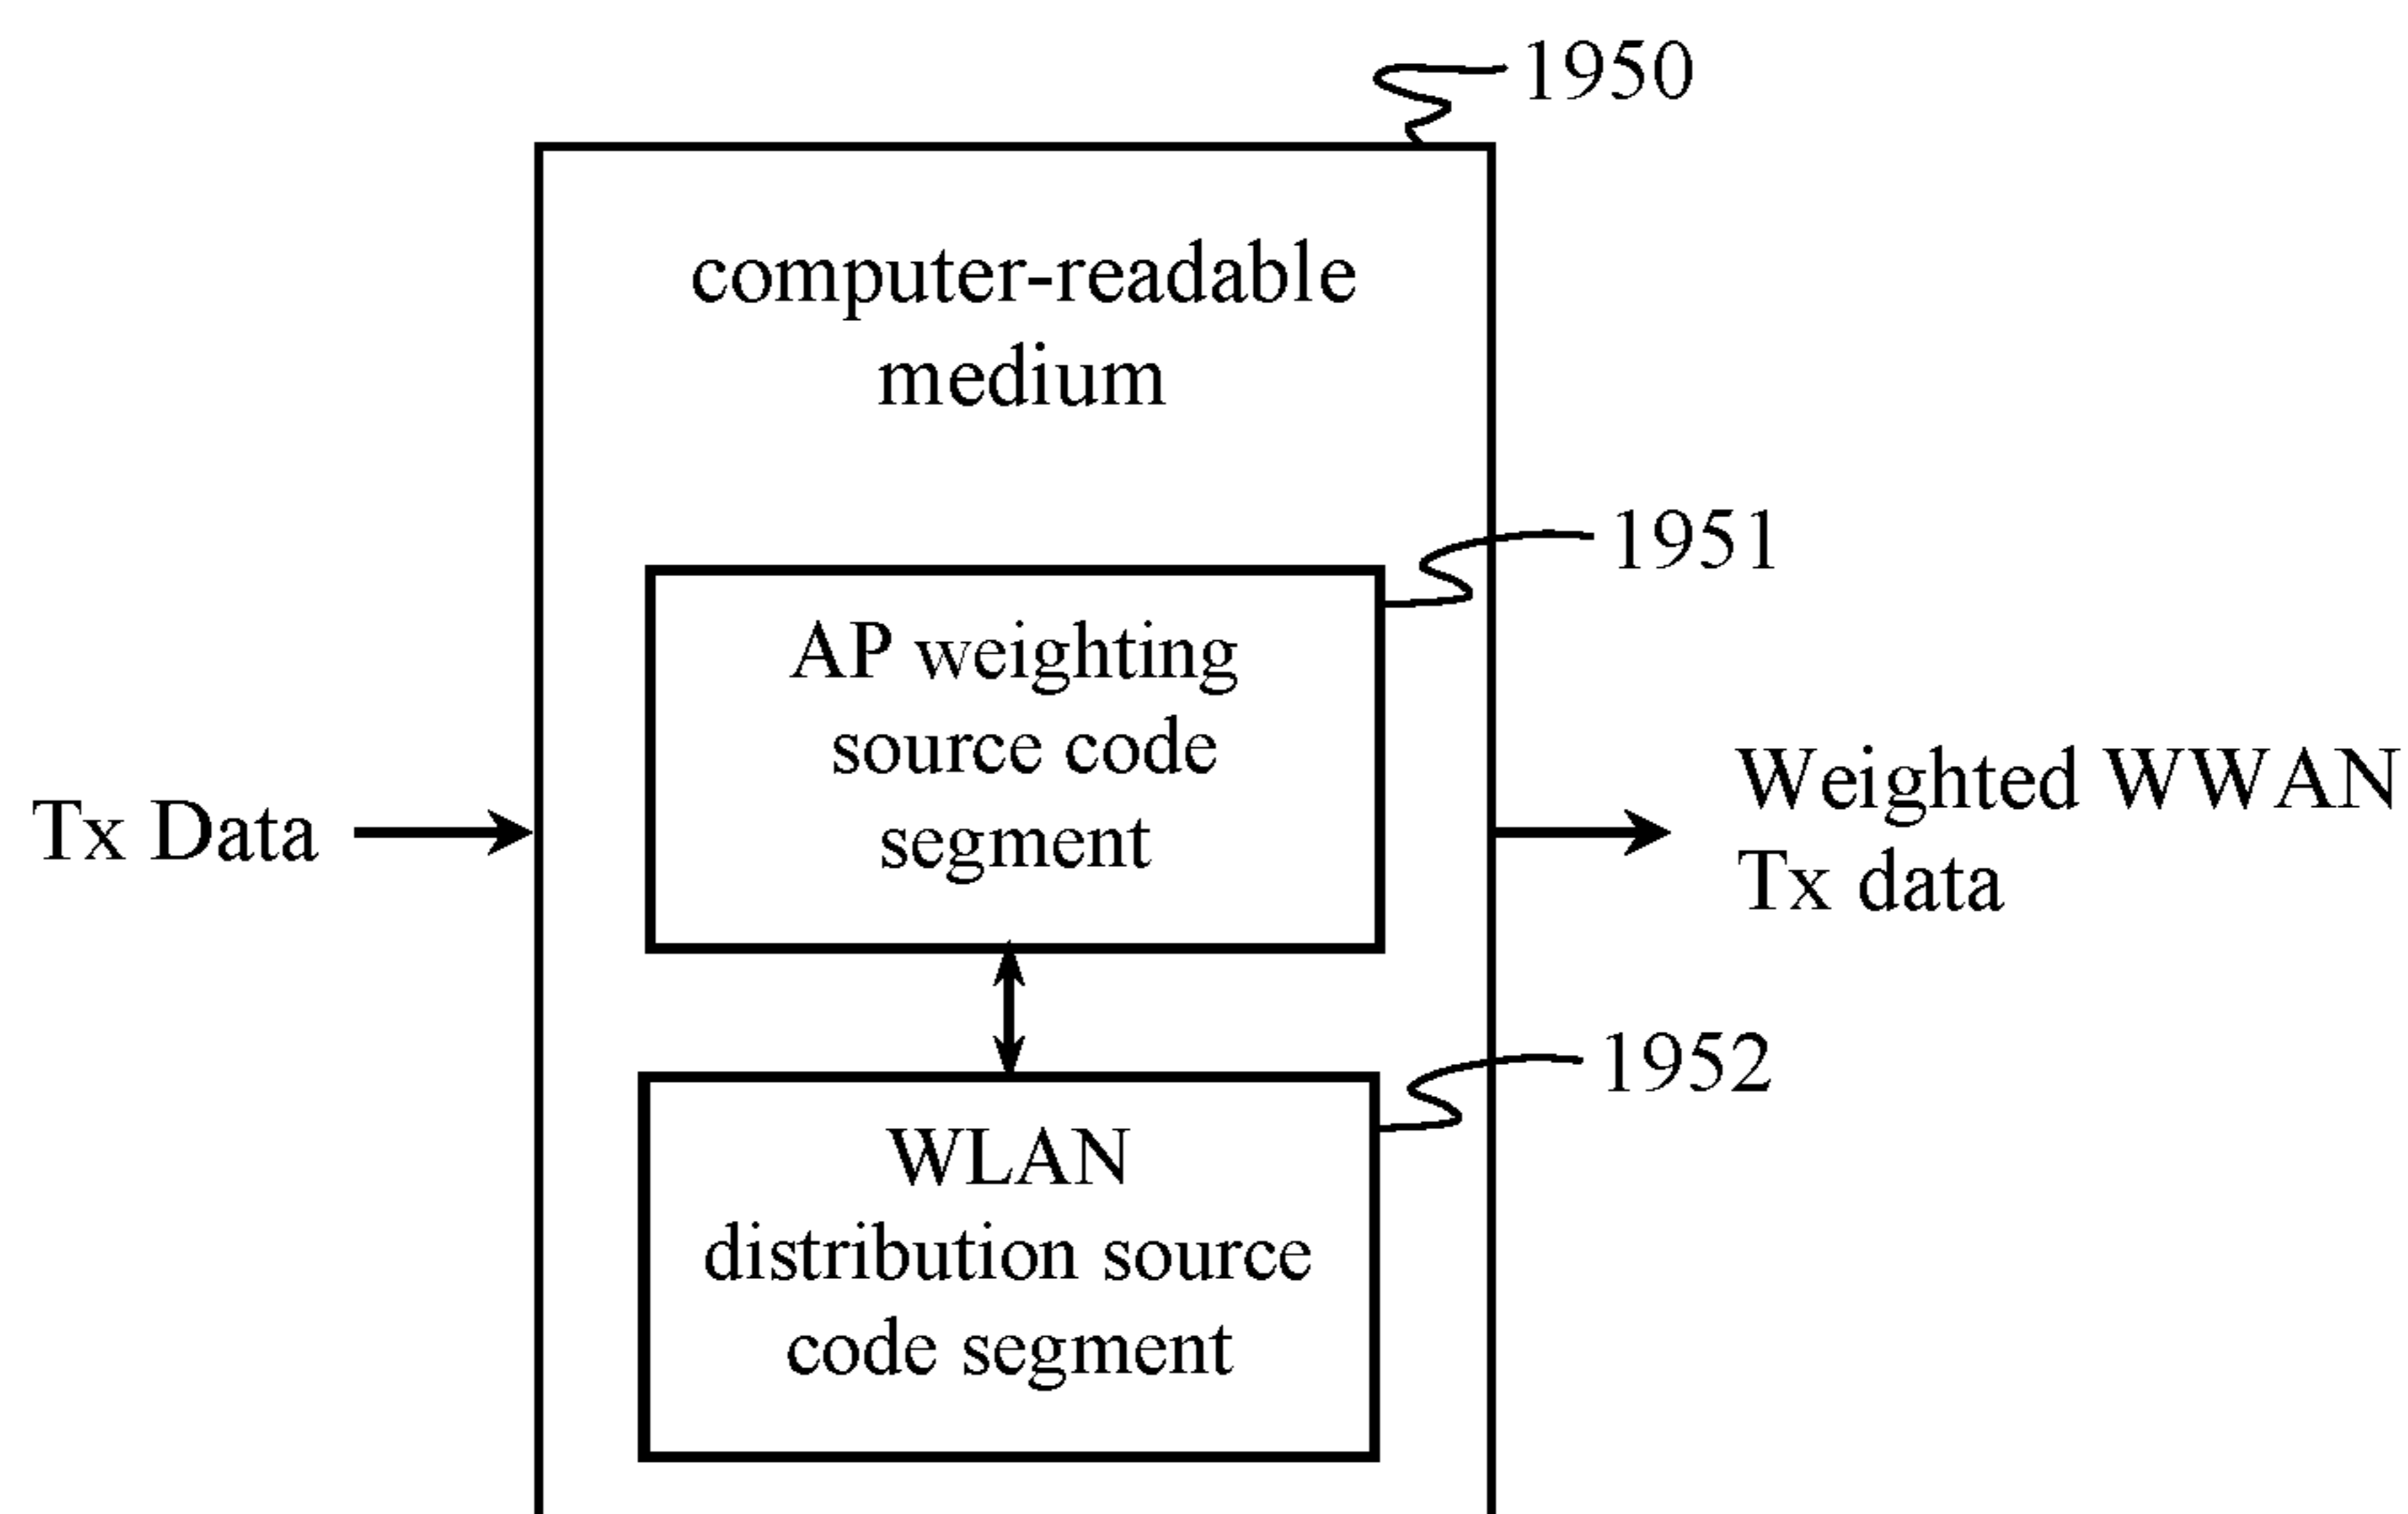 1950
computer-readable
medium
1951
AP weighting
source code
segment
Tx Data
Weighted WWAN
Tx data
1952
WLAN
distribution source
code segment